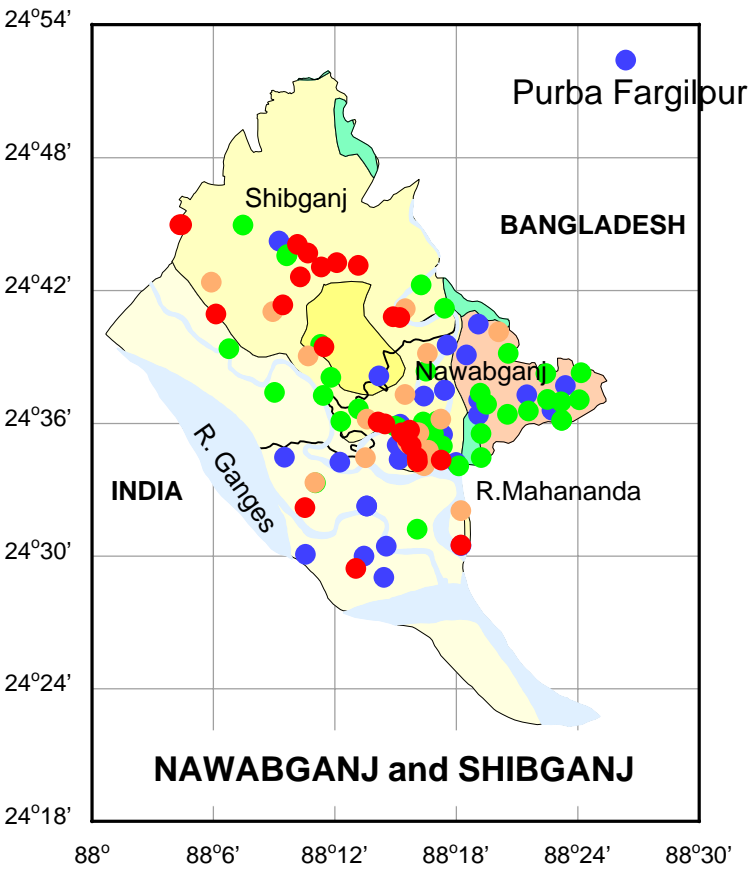 24°54’
Purba Fargilpur
24°48’
Shibganj
BANGLADESH
24°42’
Nawabganj
24°36’
R. Ganges
INDIA
R.Mahananda
24°30’
24°24’
NAWABGANJ and SHIBGANJ
24°18’
88° 88°6’ 88°12’ 88°18’ 88°24’ 88°30’